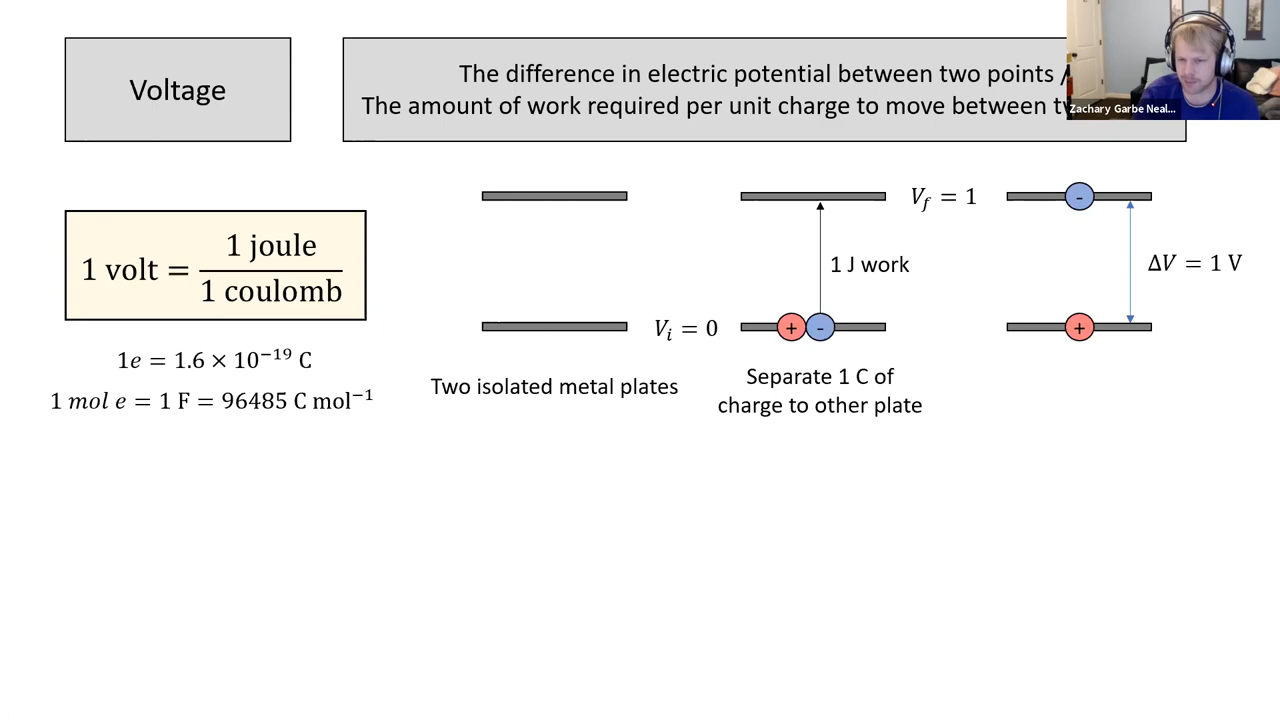 Voltage
The difference in electric potential between two points /
The amount of work required per unit charge to move between
Zachary Garbe Neal...
1 volt = 1 joule / 1 coulomb
1e = 1.6 × 10⁻¹⁹ C
1 mol e = 1 F = 96485 C mol⁻¹
V_f = 1
+
-
1 J work
V_i = 0
+ -
ΔV = 1 V
Two isolated metal plates
Separate 1 C of
charge to other plate